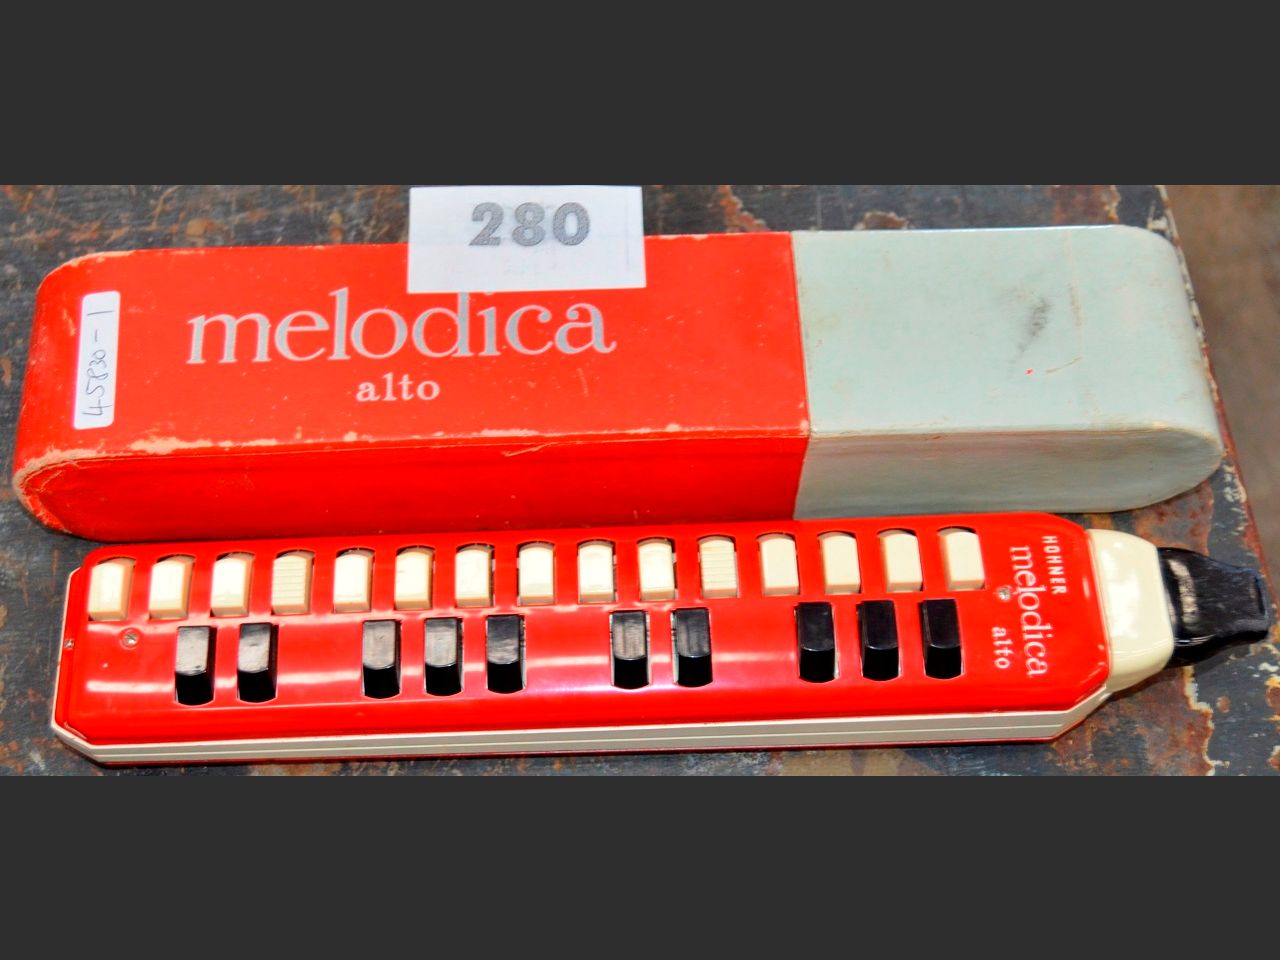 280
melodica
alto
45830-1
HOHNER
melodica
alto